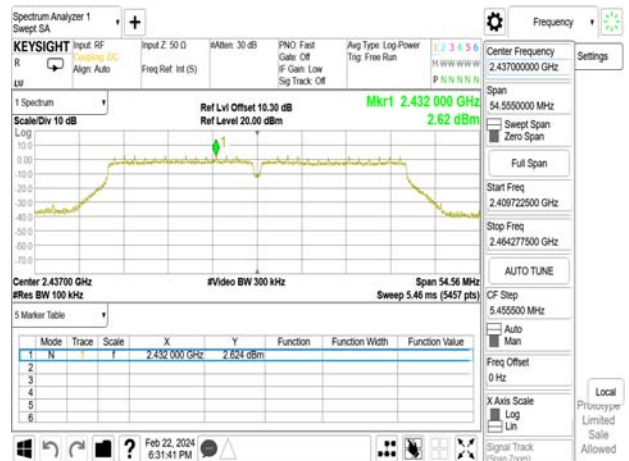 Spectrum Analyzer 1
Swept SA
+
Frequency
KEYSIGHT
Input: RF
Coupling: DC
Align: Auto
Input Z: 50 Ω
Freq Ref: Int (S)
#Atten: 30 dB
PNO: Fast
Gate: Off
IF Gain: Low
Sig Track: Off
Avg Type: Log-Power
Trig: Free Run
1 2 3 4 5 6
M W W W W W
P N N N N N
R
LXI
Center Frequency
2.437000000 GHz
Settings
1 Spectrum
Scale/Div 10 dB
Ref Lvl Offset 10.30 dB
Ref Level 20.00 dBm
Mkr1 2.432 000 GHz
2.62 dBm
Log
10.0
0.00
-10.0
-20.0
-30.0
-40.0
-50.0
-60.0
-70.0
1
Center 2.43700 GHz
#Res BW 100 kHz
#Video BW 300 kHz
Span 54.56 MHz
Sweep 5.46 ms (5457 pts)
Span
54.5550000 MHz
Swept Span
Zero Span
Full Span
Start Freq
2.409722500 GHz
Stop Freq
2.464277500 GHz
AUTO TUNE
CF Step
5.455500 MHz
Auto
Man
Freq Offset
0 Hz
X Axis Scale
Log
Lin
Signal Track
(Span Zoom)
5 Marker Table
Mode Trace Scale X Y Function Function Width Function Value
1 N 1 f 2.432 000 GHz 2.624 dBm
2
3
4
5
6
Local
Prototype
Limited
Sale
Allowed
?
Feb 22, 2024
6:31:41 PM